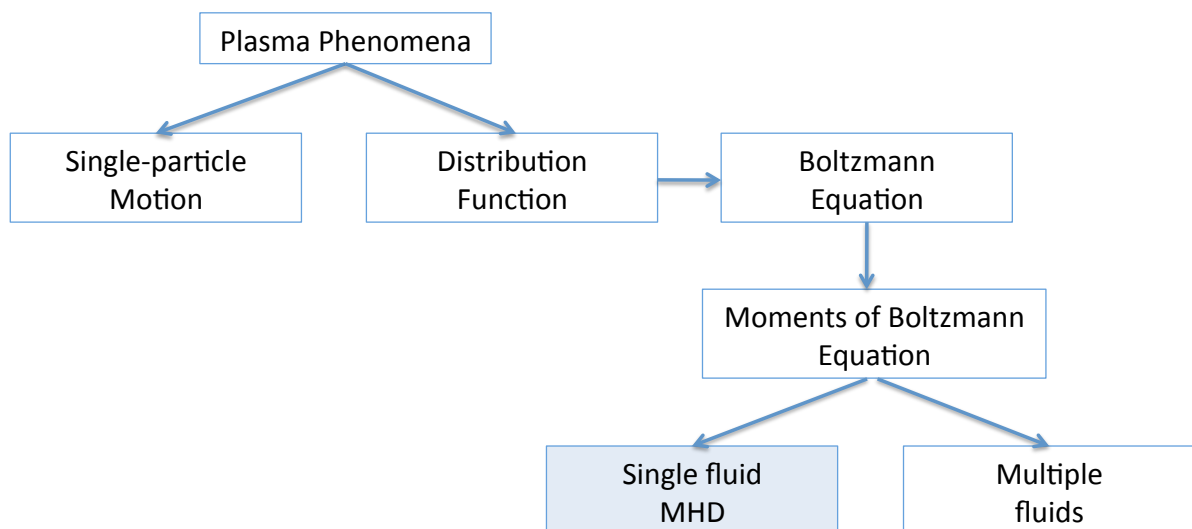 Plasma Phenomena
Single-particle
Motion
Distribution
Function
Boltzmann
Equation
Moments of Boltzmann
Equation
Single fluid
MHD
Multiple
fluids